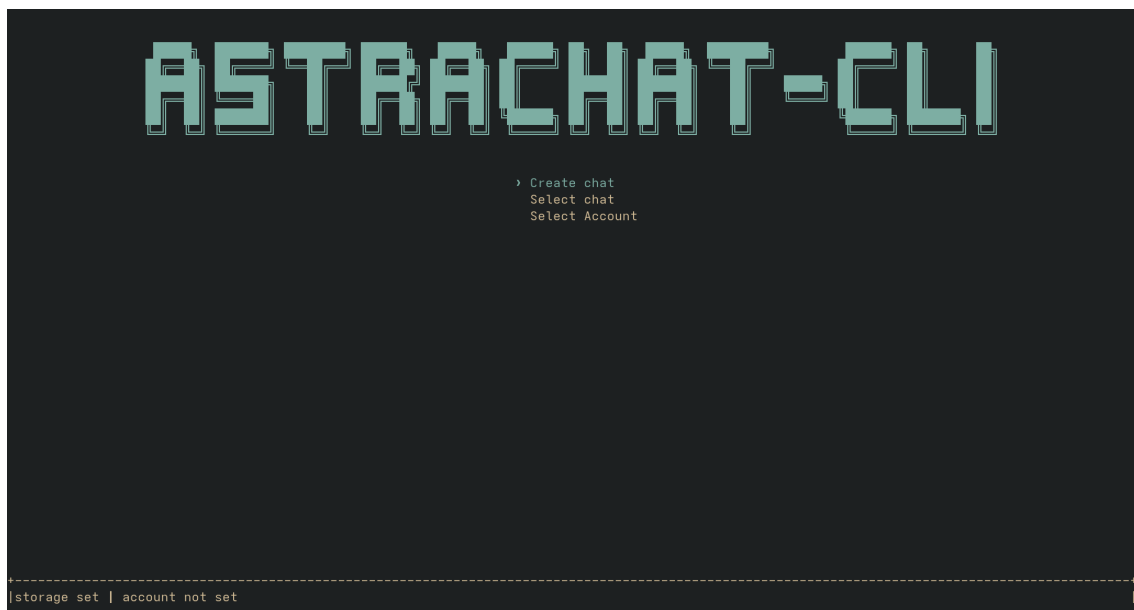 ASTRACHAT-CLI
› Create chat
Select chat
Select Account
|storage set | account not set